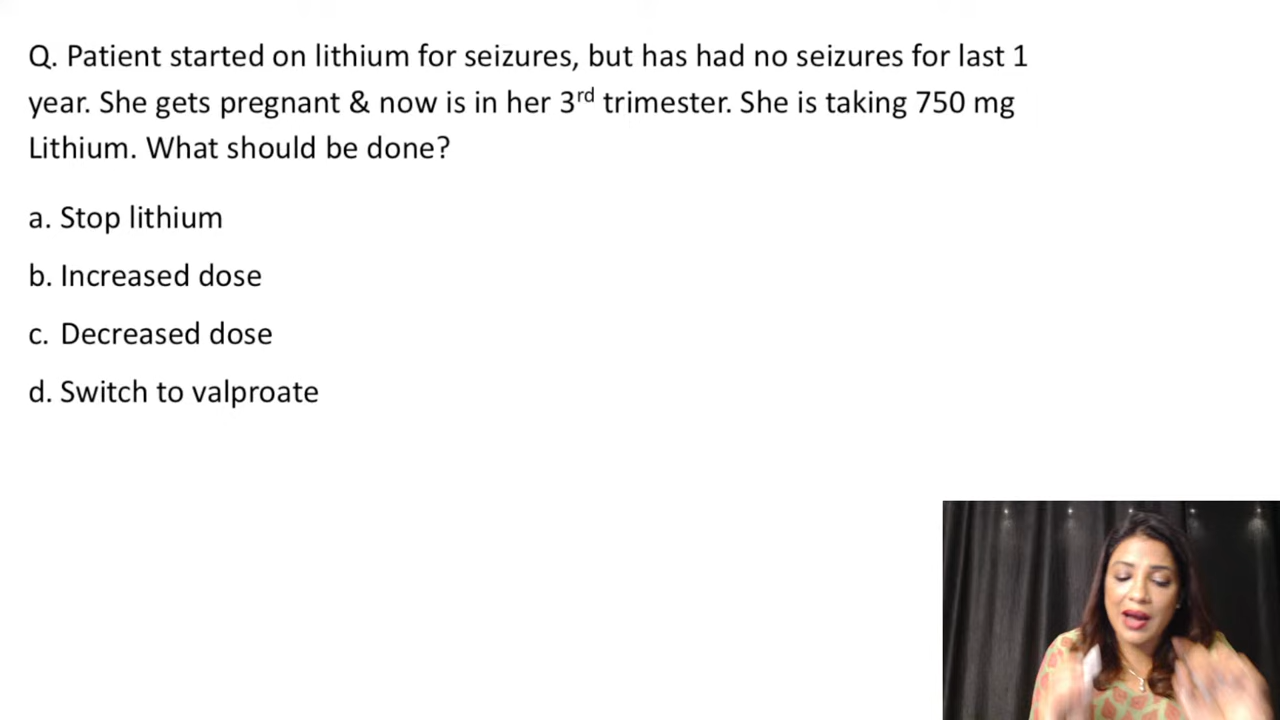 Q. Patient started on lithium for seizures, but has had no seizures for last 1
year. She gets pregnant & now is in her 3rd trimester. She is taking 750 mg
Lithium. What should be done?
a. Stop lithium
b. Increased dose
c. Decreased dose
d. Switch to valproate